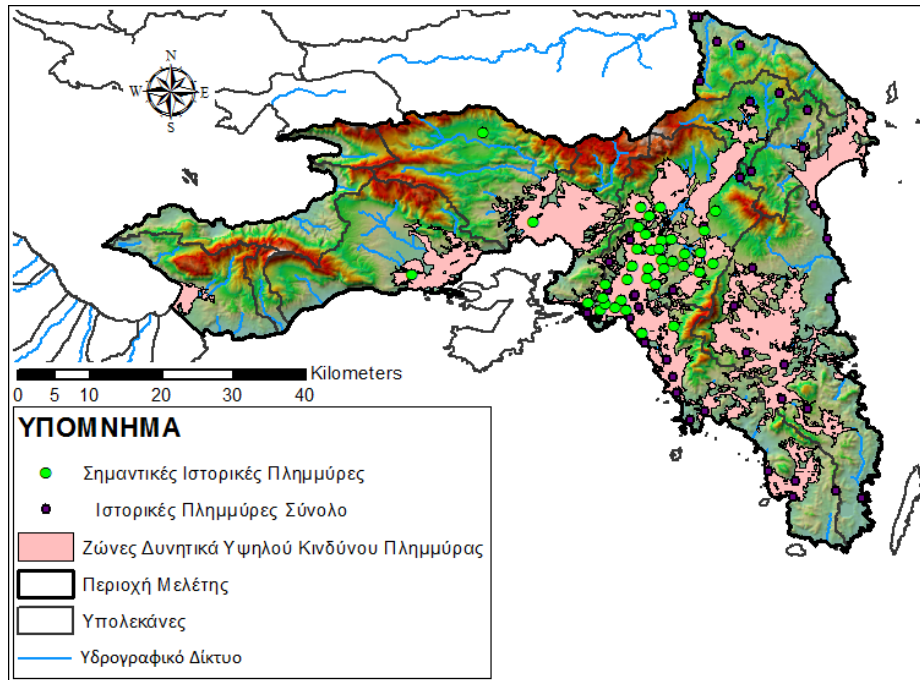 N
W E
S
Kilometers
0 5 10 20 30 40
ΥΠΟΜΝΗΜΑ
Σημαντικές Ιστορικές Πλημμύρες
Ιστορικές Πλημμύρες Σύνολο
Ζώνες Δυνητικά Υψηλού Κινδύνου Πλημμύρας
Περιοχή Μελέτης
Υπολεκάνες
Υδρογραφικό Δίκτυο